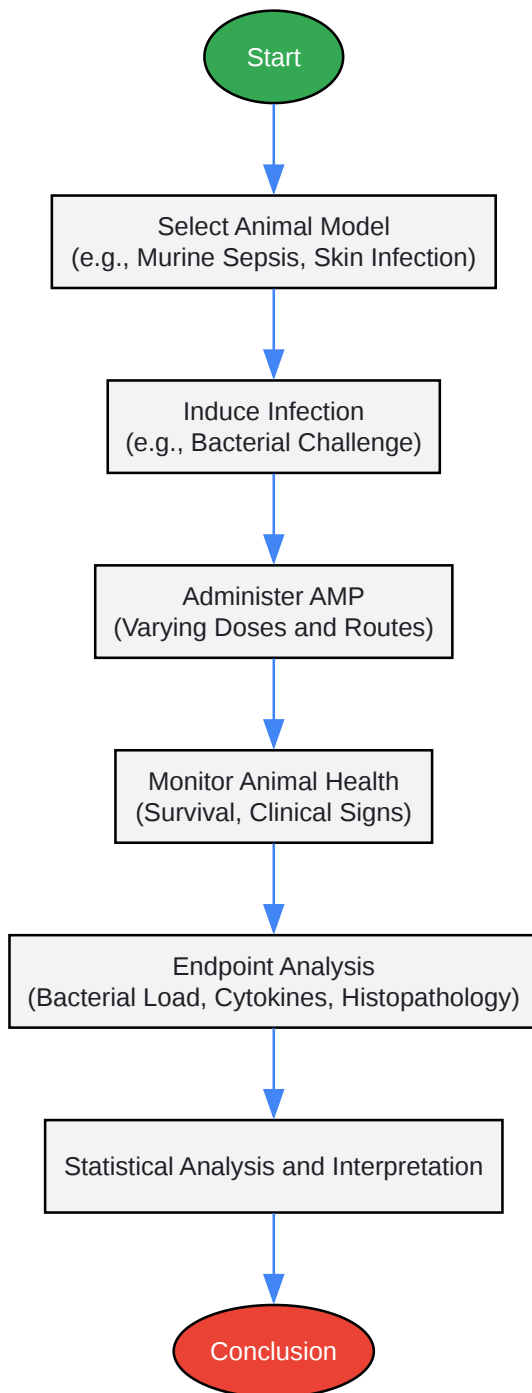 Start
Select Animal Model
(e.g., Murine Sepsis, Skin Infection)
Induce Infection
(e.g., Bacterial Challenge)
Administer AMP
(Varying Doses and Routes)
Monitor Animal Health
(Survival, Clinical Signs)
Endpoint Analysis
(Bacterial Load, Cytokines, Histopathology)
Statistical Analysis and Interpretation
Conclusion